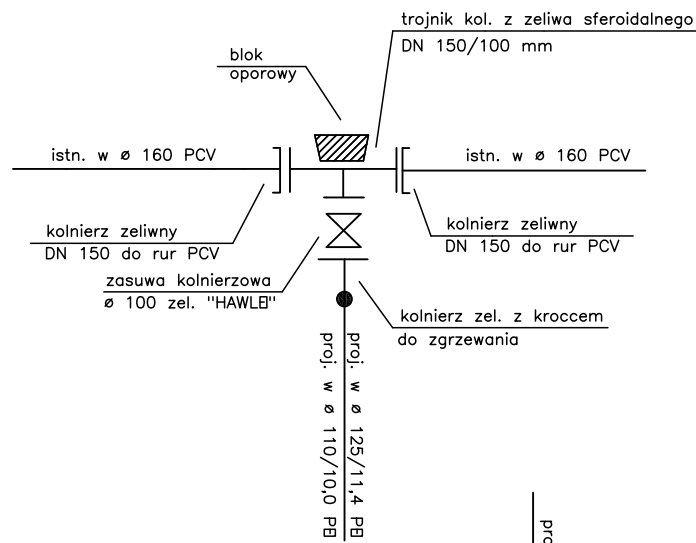 trojnik kol. z zeliwa sferoidalnego
DN 150/100 mm
blok
oporowy
istn. w ø 160 PCV
istn. w ø 160 PCV
kolnierz zeliwny
DN 150 do rur PCV
kolnierz zeliwny
DN 150 do rur PCV
zasuwa kolnierzowa
ø 100 zel. "HAWLE"
kolnierz zel. z kroccem
do zgrzewania
proj. w ø 125/11,4 PE
proj. w ø 110/10,0 PE